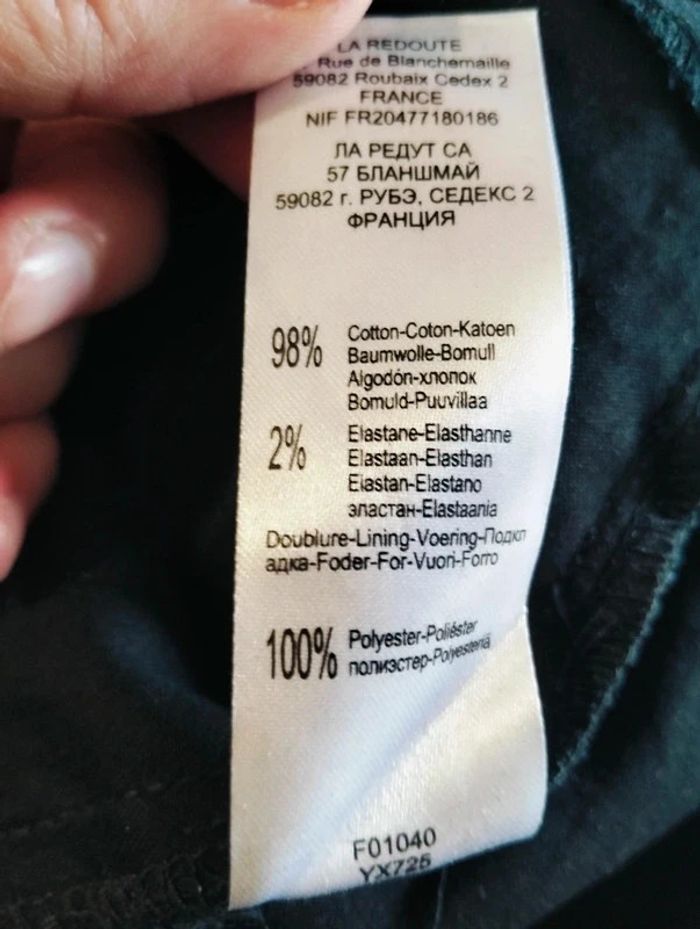 LA REDOUTE
Rue de Blanchemaille
59082 Roubaix Cedex 2
FRANCE
NIF FR20477180186
ЛА РЕДУТ СА
57 БЛАНШМАЙ
59082 г. РУБЭ, СЕДЕКС 2
ФРАНЦИЯ
98% Cotton-Coton-Katoen
Baumwolle-Bomull
Algodón-хлопок
Bomuld-Puuvillaa
2% Elastane-Elasthanne
Elastaan-Elasthan
Elastan-Elastano
эластан-Elastaania
Doublure-Lining-Voering-Подкл
адка-Foder-For-Vuori-Forro
100% Polyester-Poliéster
полиэстер-Polyesteriä
F01040
YX725